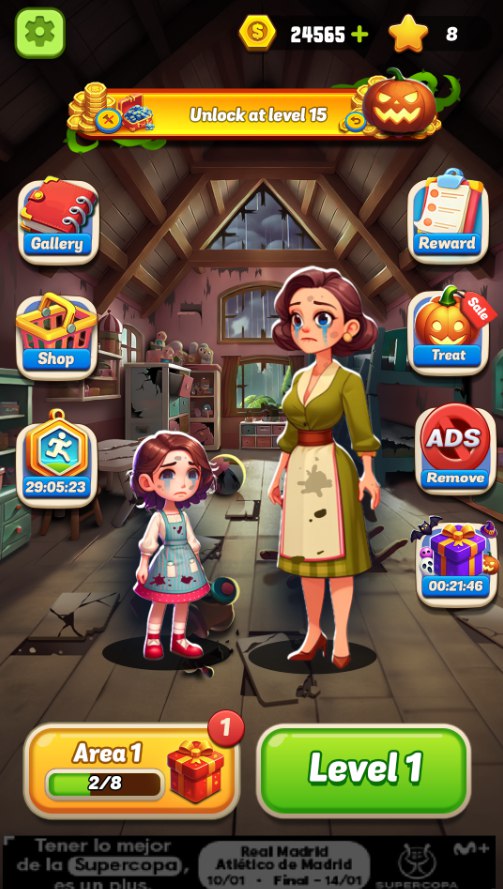 24565
8
Unlock at level 15
Gallery
Reward
Shop
Sale
Treat
29:05:23
ADS
Remove
00:21:46
1
Area 1
2/8
Level 1
Tener lo mejor
de la Supercopa,
es un plus.
Real Madrid
Atlético de Madrid
10/01 · Final - 14/01
SUPERCOPA
M+